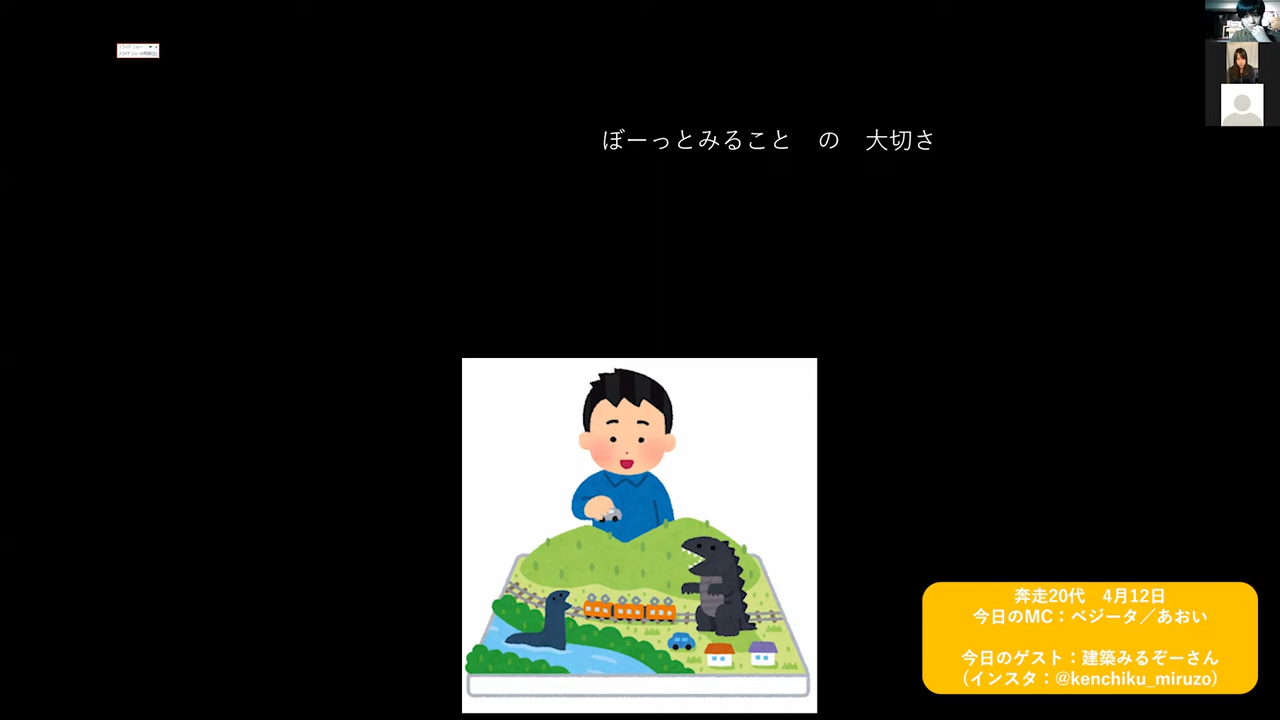 ぼーっとみること　の　大切さ
奔走20代　4月12日
今日のMC：ベジータ／あおい
今日のゲスト：建築みるぞーさん
（インスタ：@kenchiku_miruzo）